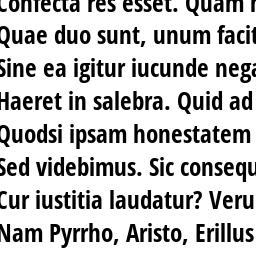 Confecta res esset. Quam
Quae duo sunt, unum facit
Sine ea igitur iucunde nega
Haeret in salebra. Quid ad
Quodsi ipsam honestatem
Sed videbimus. Sic consequ
Cur iustitia laudatur? Veru
Nam Pyrrho, Aristo, Erillus